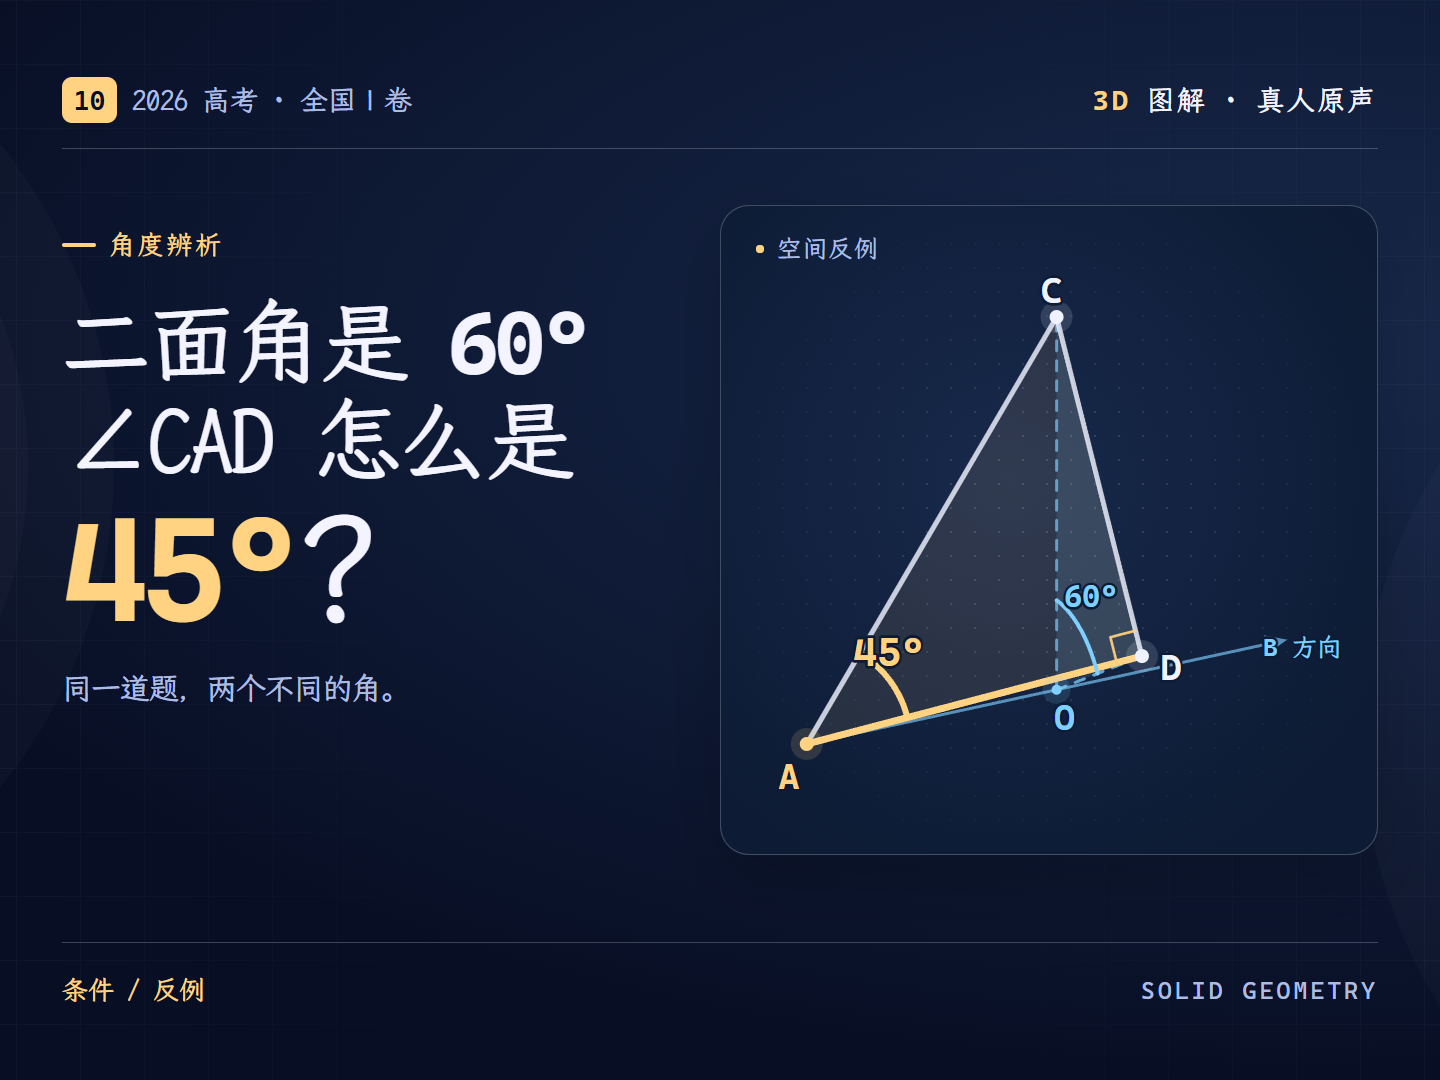 10 2026 高考 · 全国 I 卷
3D 图解 · 真人原声
角度辨析
二面角是 60°
∠CAD 怎么是
45°?
同一道题，两个不同的角。
空间反例
C
60°
45°
B 方向
D
O
A
条件 / 反例
SOLID GEOMETRY